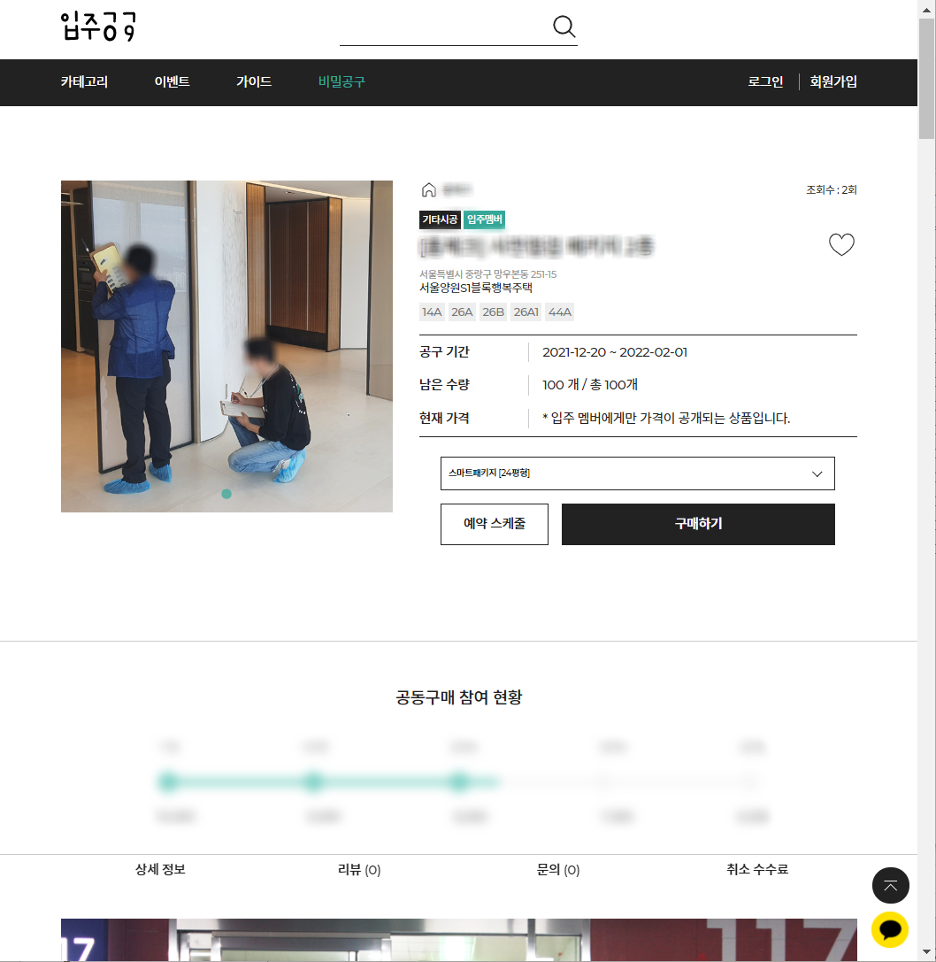 입주공구
카테고리 이벤트 가이드 비밀공구 로그인 회원가입
조회수 : 2회
기타시공 입주멤버
서울특별시 중랑구 망우본동 251-15
서울양원S1블록행복주택
14A 26A 26B 26A1 44A
공구 기간 2021-12-20 ~ 2022-02-01
남은 수량 100 개 / 총 100개
현재 가격 * 입주 멤버에게만 가격이 공개되는 상품입니다.
스마트패키지 [24평형]
예약 스케줄 구매하기
공동구매 참여 현황
상세 정보 리뷰 (0) 문의 (0) 취소 수수료
17 117